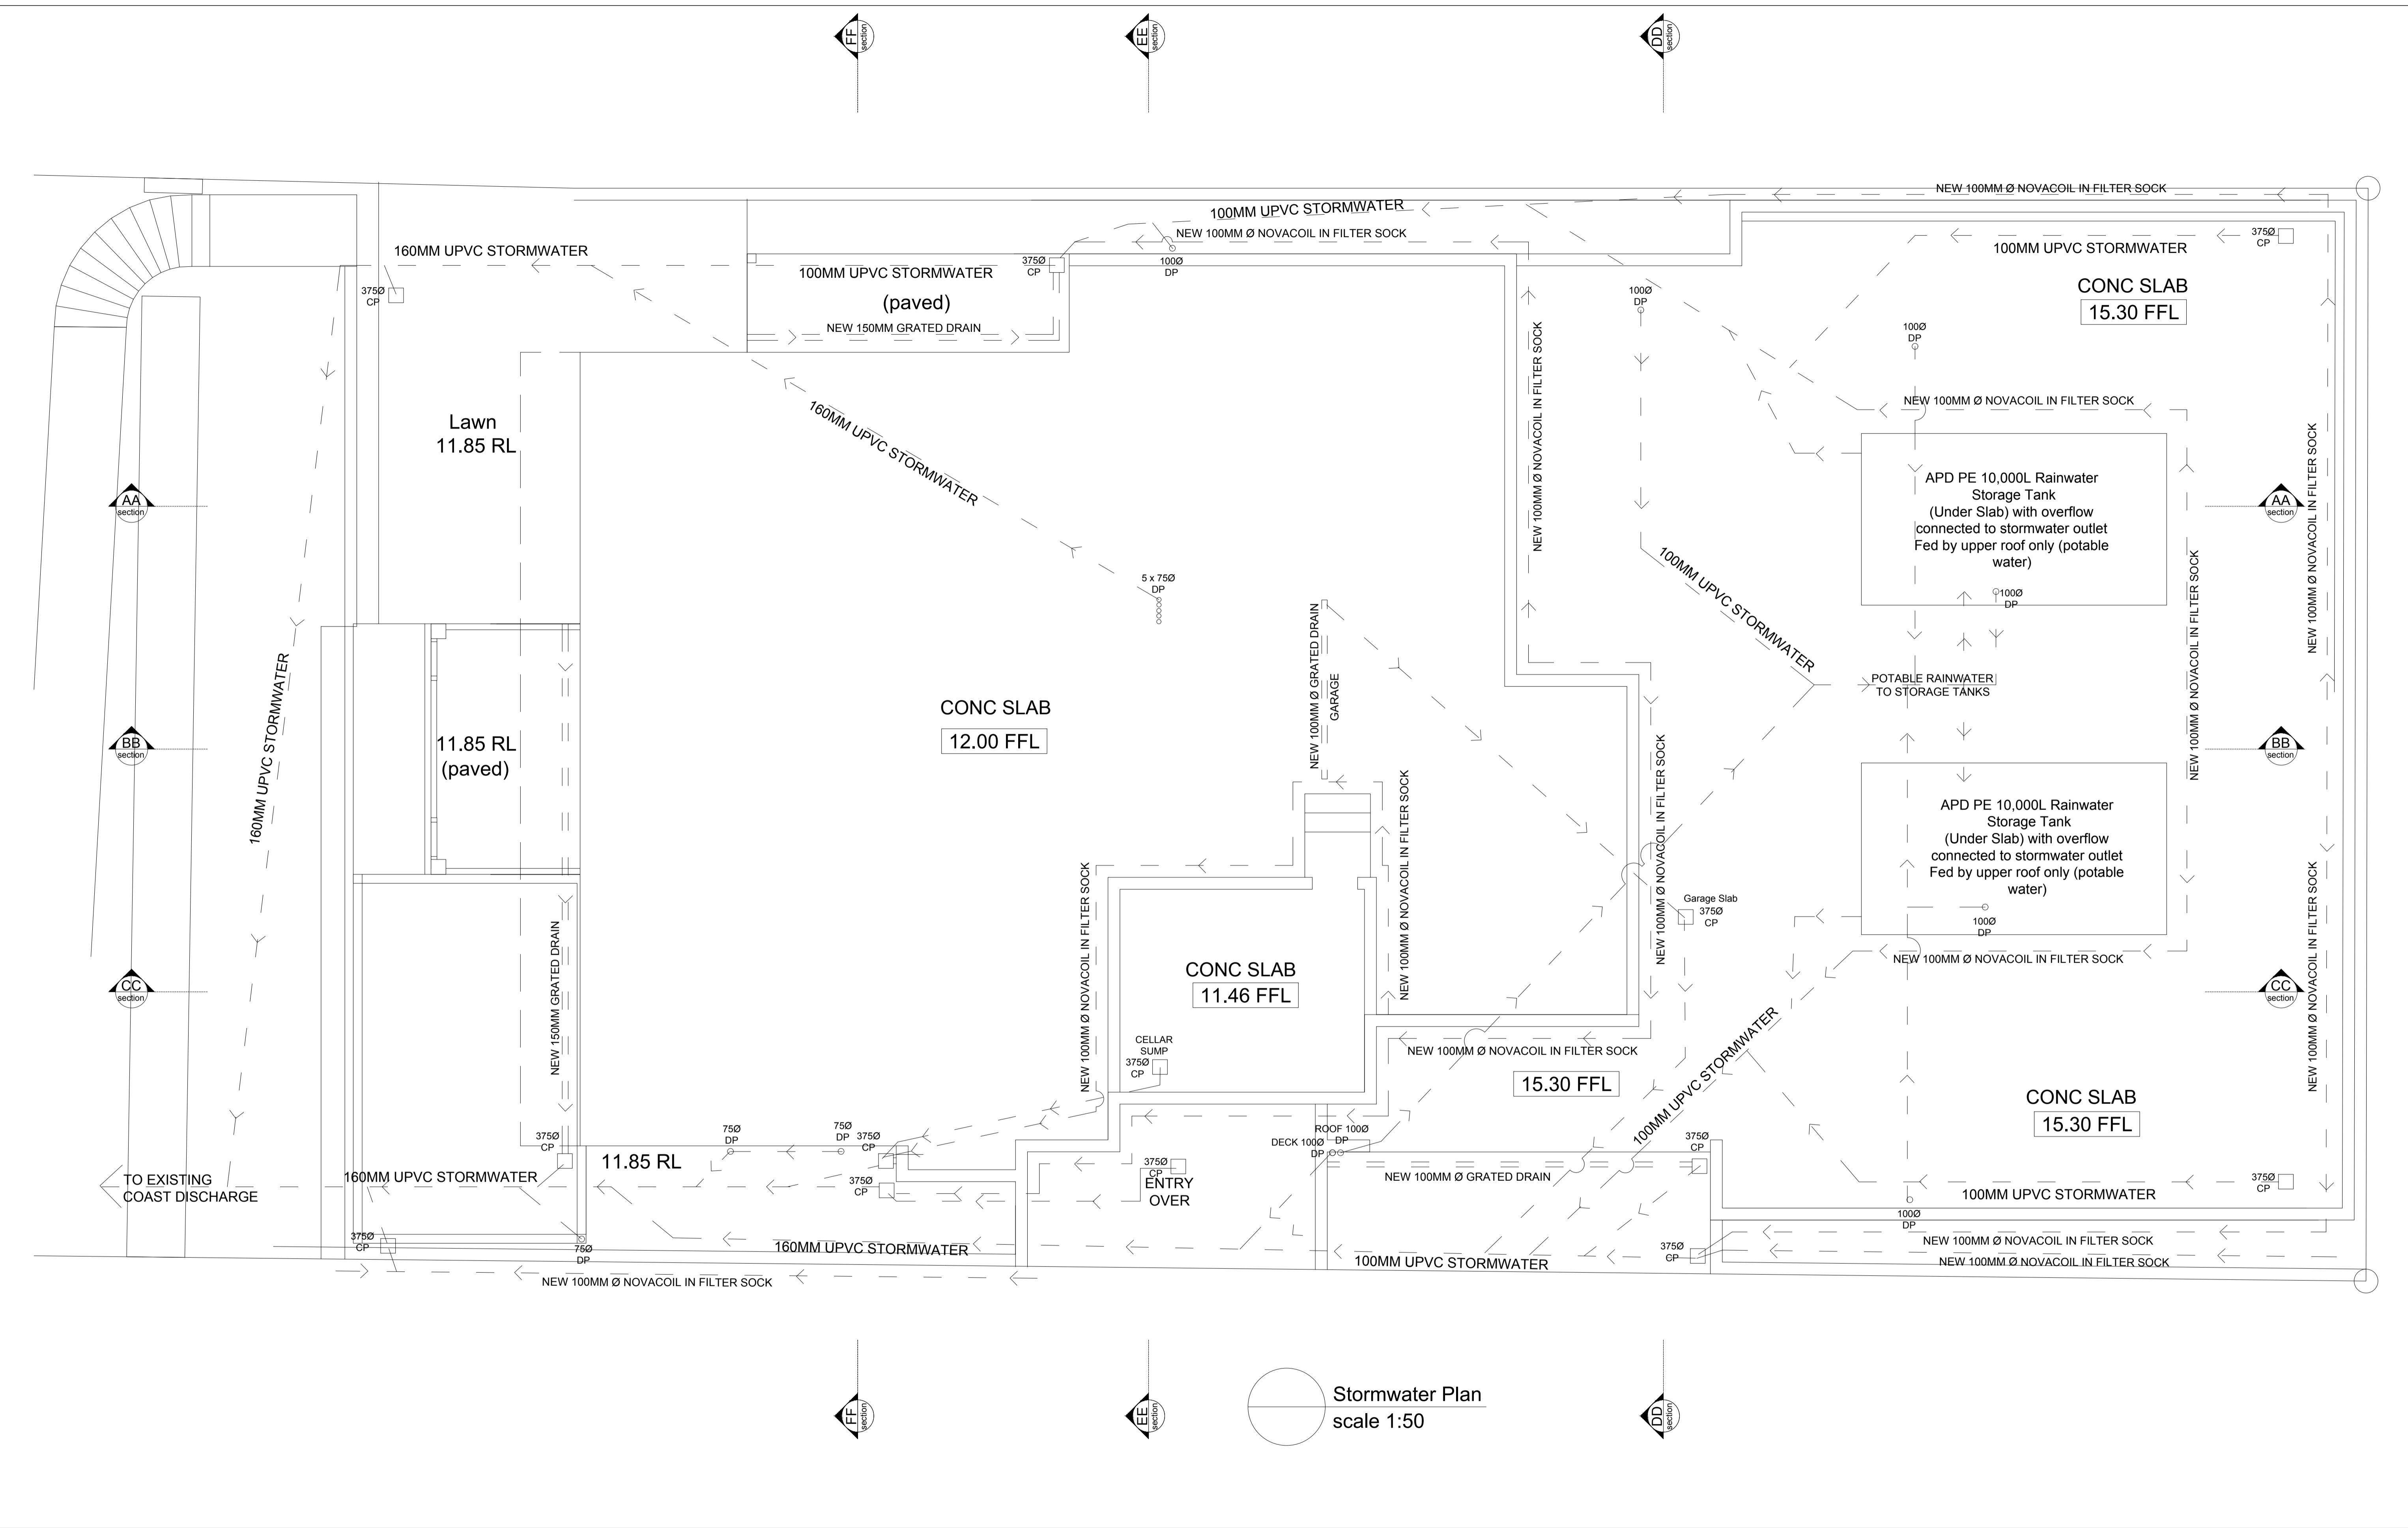 FF
section
EE
section
DD
section
NEW 100MM Ø NOVACOIL IN FILTER SOCK
100MM UPVC STORMWATER
NEW 100MM Ø NOVACOIL IN FILTER SOCK
375Ø
CP
100MM UPVC STORMWATER
160MM UPVC STORMWATER
375Ø
CP
100Ø
DP
100MM UPVC STORMWATER
(paved)
NEW 150MM GRATED DRAIN
375Ø
CP
100Ø
DP
CONC SLAB
15.30 FFL
100Ø
DP
NEW 100MM Ø NOVACOIL IN FILTER SOCK
NEW 100MM Ø NOVACOIL IN FILTER SOCK
160MM UPVC STORMWATER
Lawn
11.85 RL
NEW 100MM Ø NOVACOIL IN FILTER SOCK
AA
section
APD PE 10,000L Rainwater
Storage Tank
(Under Slab) with overflow
connected to stormwater outlet
Fed by upper roof only (potable
water)
AA
section
5 x 75Ø
DP
100MM UPVC STORMWATER
100Ø
DP
NEW 100MM Ø NOVACOIL IN FILTER SOCK
NEW 100MM Ø GRATED DRAIN
GARAGE
POTABLE RAINWATER
TO STORAGE TANKS
160MM UPVC STORMWATER
CONC SLAB
12.00 FFL
BB
section
11.85 RL
(paved)
BB
section
NEW 100MM Ø NOVACOIL IN FILTER SOCK
NEW 100MM Ø NOVACOIL IN FILTER SOCK
APD PE 10,000L Rainwater
Storage Tank
(Under Slab) with overflow
connected to stormwater outlet
Fed by upper roof only (potable
water)
NEW 100MM Ø NOVACOIL IN FILTER SOCK
NEW 100MM Ø NOVACOIL IN FILTER SOCK
Garage Slab
375Ø
CP
100Ø
DP
NEW 100MM Ø NOVACOIL IN FILTER SOCK
NEW 150MM GRATED DRAIN
CC
section
CONC SLAB
11.46 FFL
CC
section
CELLAR
SUMP
375Ø
CP
NEW 100MM Ø NOVACOIL IN FILTER SOCK
15.30 FFL
100MM UPVC STORMWATER
CONC SLAB
15.30 FFL
375Ø
CP
75Ø
DP
75Ø
DP
375Ø
CP
ROOF 100Ø
DP
DECK 100Ø
DP
375Ø
CP
11.85 RL
375Ø
CP
ENTRY
OVER
NEW 100MM Ø GRATED DRAIN
TO EXISTING
COAST DISCHARGE
160MM UPVC STORMWATER
375Ø
CP
100MM UPVC STORMWATER
375Ø
CP
100Ø
DP
375Ø
CP
75Ø
DP
160MM UPVC STORMWATER
100MM UPVC STORMWATER
375Ø
CP
NEW 100MM Ø NOVACOIL IN FILTER SOCK
NEW 100MM Ø NOVACOIL IN FILTER SOCK
NEW 100MM Ø NOVACOIL IN FILTER SOCK
FF
section
EE
section
Stormwater Plan
scale 1:50
DD
section